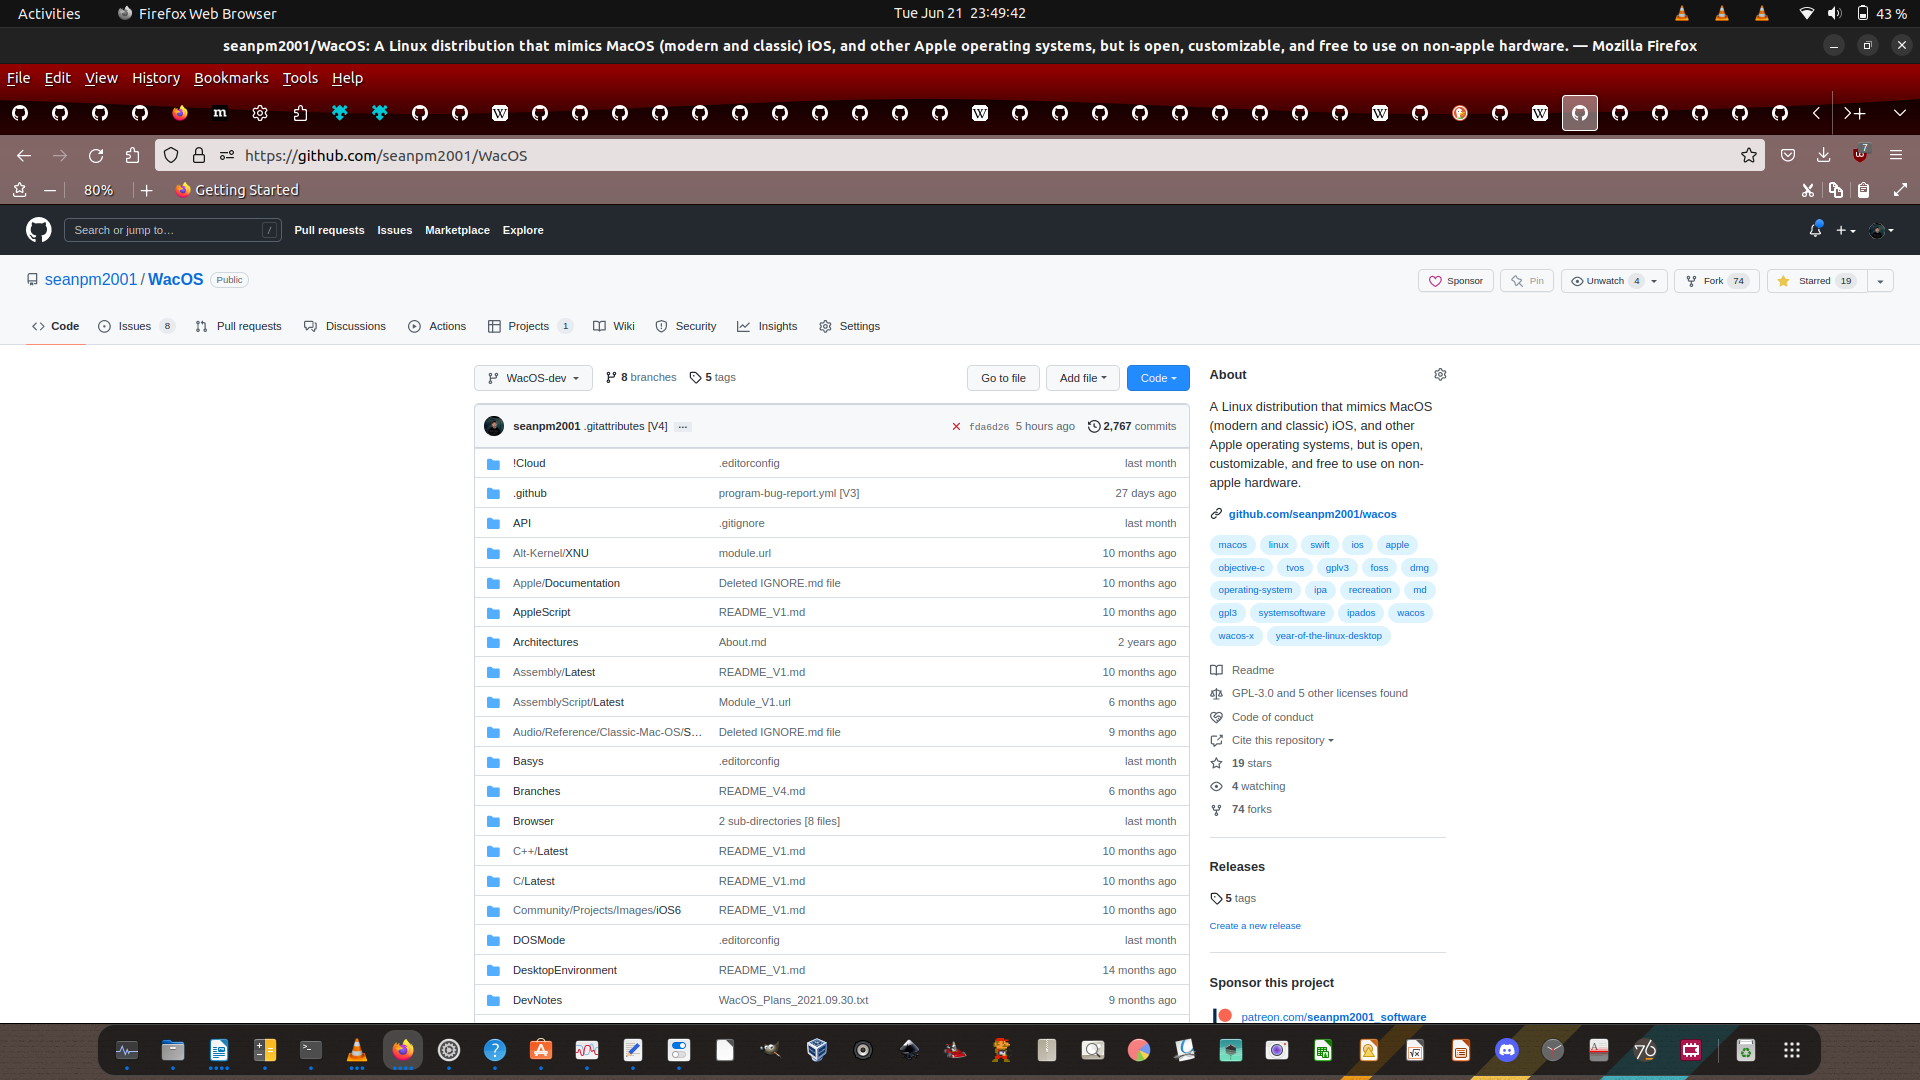 Activities Firefox Web Browser Tue Jun 21 23:49:42 43 %
seanpm2001/WacOS: A Linux distribution that mimics MacOS (modern and classic) iOS, and other Apple operating systems, but is open, customizable, and free to use on non-apple hardware. — Mozilla Firefox
File Edit View History Bookmarks Tools Help
https://github.com/seanpm2001/WacOS 7
80% Getting Started
Search or jump to… / Pull requests Issues Marketplace Explore
seanpm2001 / WacOS Public Sponsor Pin Unwatch 4 Fork 74 Starred 19
Code Issues 8 Pull requests Discussions Actions Projects 1 Wiki Security Insights Settings
WacOS-dev 8 branches 5 tags Go to file Add file Code
seanpm2001 .gitattributes [V4] ... fda6d26 5 hours ago 2,767 commits
!Cloud .editorconfig last month
.github program-bug-report.yml [V3] 27 days ago
API .gitignore last month
Alt-Kernel/XNU module.url 10 months ago
Apple/Documentation Deleted IGNORE.md file 10 months ago
AppleScript README_V1.md 10 months ago
Architectures About.md 2 years ago
Assembly/Latest README_V1.md 10 months ago
AssemblyScript/Latest Module_V1.url 6 months ago
Audio/Reference/Classic-Mac-OS/S… Deleted IGNORE.md file 9 months ago
Basys .editorconfig last month
Branches README_V4.md 6 months ago
Browser 2 sub-directories [8 files] last month
C++/Latest README_V1.md 10 months ago
C/Latest README_V1.md 10 months ago
Community/Projects/Images/iOS6 README_V1.md 10 months ago
DOSMode .editorconfig last month
DesktopEnvironment README_V1.md 14 months ago
DevNotes WacOS_Plans_2021.09.30.txt 9 months ago
About
A Linux distribution that mimics MacOS
(modern and classic) iOS, and other
Apple operating systems, but is open,
customizable, and free to use on non-
apple hardware.
github.com/seanpm2001/wacos
macos linux swift ios apple
objective-c tvos gplv3 foss dmg
operating-system ipa recreation md
gpl3 systemsoftware ipados wacos
wacos-x year-of-the-linux-desktop
Readme
GPL-3.0 and 5 other licenses found
Code of conduct
Cite this repository
19 stars
4 watching
74 forks
Releases
5 tags
Create a new release
Sponsor this project
patreon.com/seanpm2001_software
76